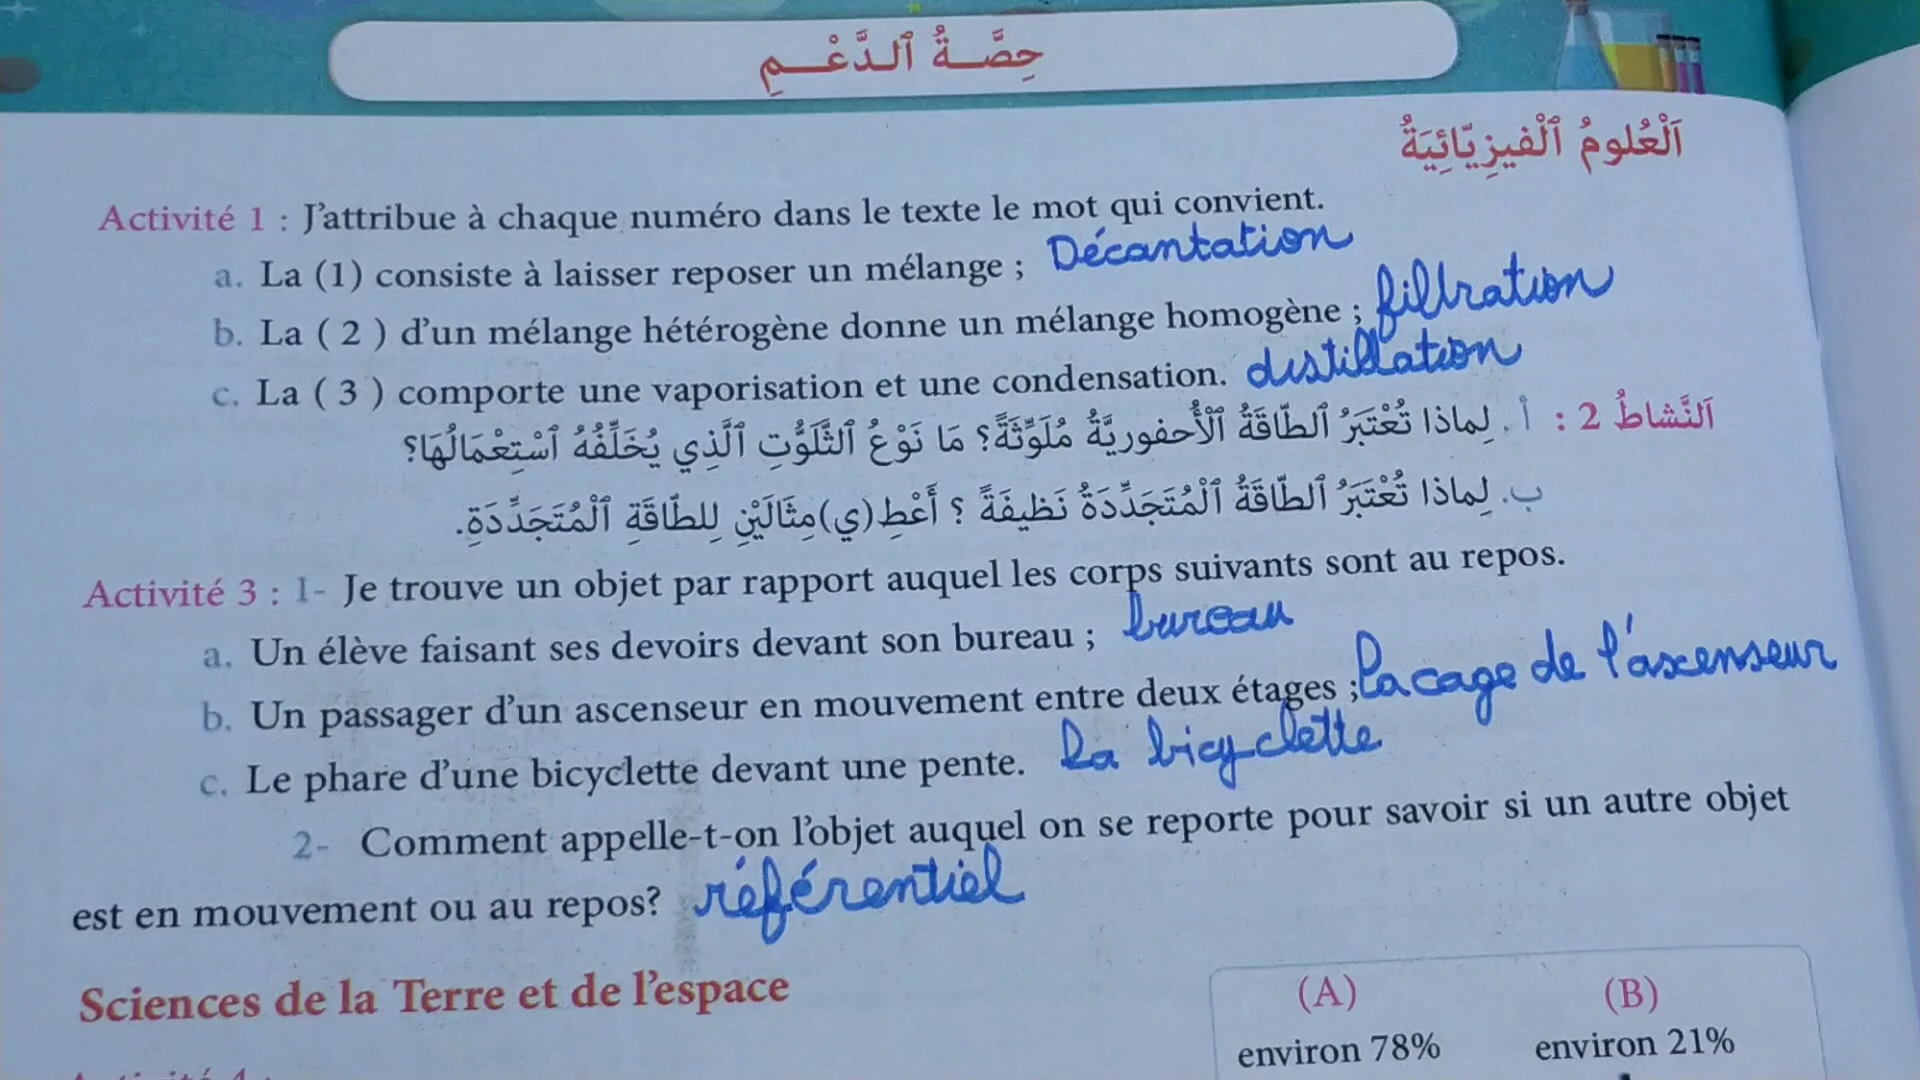 حِصَّــةُ ٱلـدَّعْـــمِ
اَلْعُلومُ ٱلْفيزِيّائِيَةُ
Activité 1 : J'attribue à chaque numéro dans le texte le mot qui convient.
a. La (1) consiste à laisser reposer un mélange ; Décantation
b. La ( 2 ) d'un mélange hétérogène donne un mélange homogène ; filtration
c. La ( 3 ) comporte une vaporisation et une condensation. distillation
اَلنَّشاطُ 2 : أ. لِماذا تُعْتَبَرُ ٱلطّاقَةُ ٱلْأُحفوريَّةُ مُلَوِّثَةً؟ مَا نَوْعُ ٱلتَّلَوُّثِ ٱلَّذِي يُخَلِّفُهُ ٱسْتِعْمَالُهَا؟
ب. لِماذا تُعْتَبَرُ ٱلطّاقَةُ ٱلْمُتَجَدِّدَةُ نَظيفَةً ؟ أَعْطِ(ي)مِثَالَيْنِ لِلطّاقَةِ ٱلْمُتَجَدِّدَةِ.
Activité 3 : 1- Je trouve un objet par rapport auquel les corps suivants sont au repos.
a. Un élève faisant ses devoirs devant son bureau ; bureau
b. Un passager d'un ascenseur en mouvement entre deux étages ; la cage de l'ascenseur
c. Le phare d'une bicyclette devant une pente. la bicyclette
2- Comment appelle-t-on l'objet auquel on se reporte pour savoir si un autre objet
est en mouvement ou au repos? référentiel
Sciences de la Terre et de l'espace
(A) (B)
environ 78% environ 21%